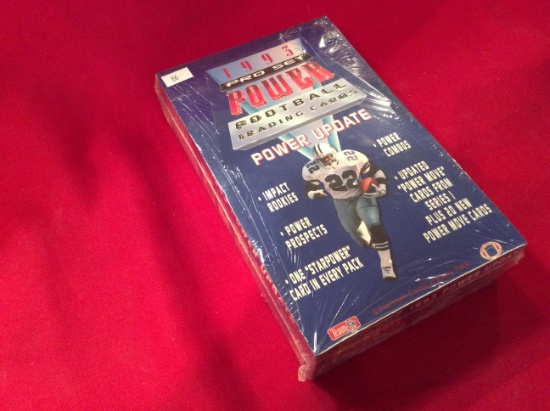 1993
PRO SET
POWER
FOOTBALL
TRADING CARDS
POWER UPDATE
• IMPACT
ROOKIES
• POWER
PROSPECTS
• ONE "STARPOWER"
CARD IN EVERY PACK
• POWER
COMBOS
• UPDATED
"POWER MOVE"
CARDS FROM
SERIES I
PLUS 20 NEW
POWER MOVE CARDS
22